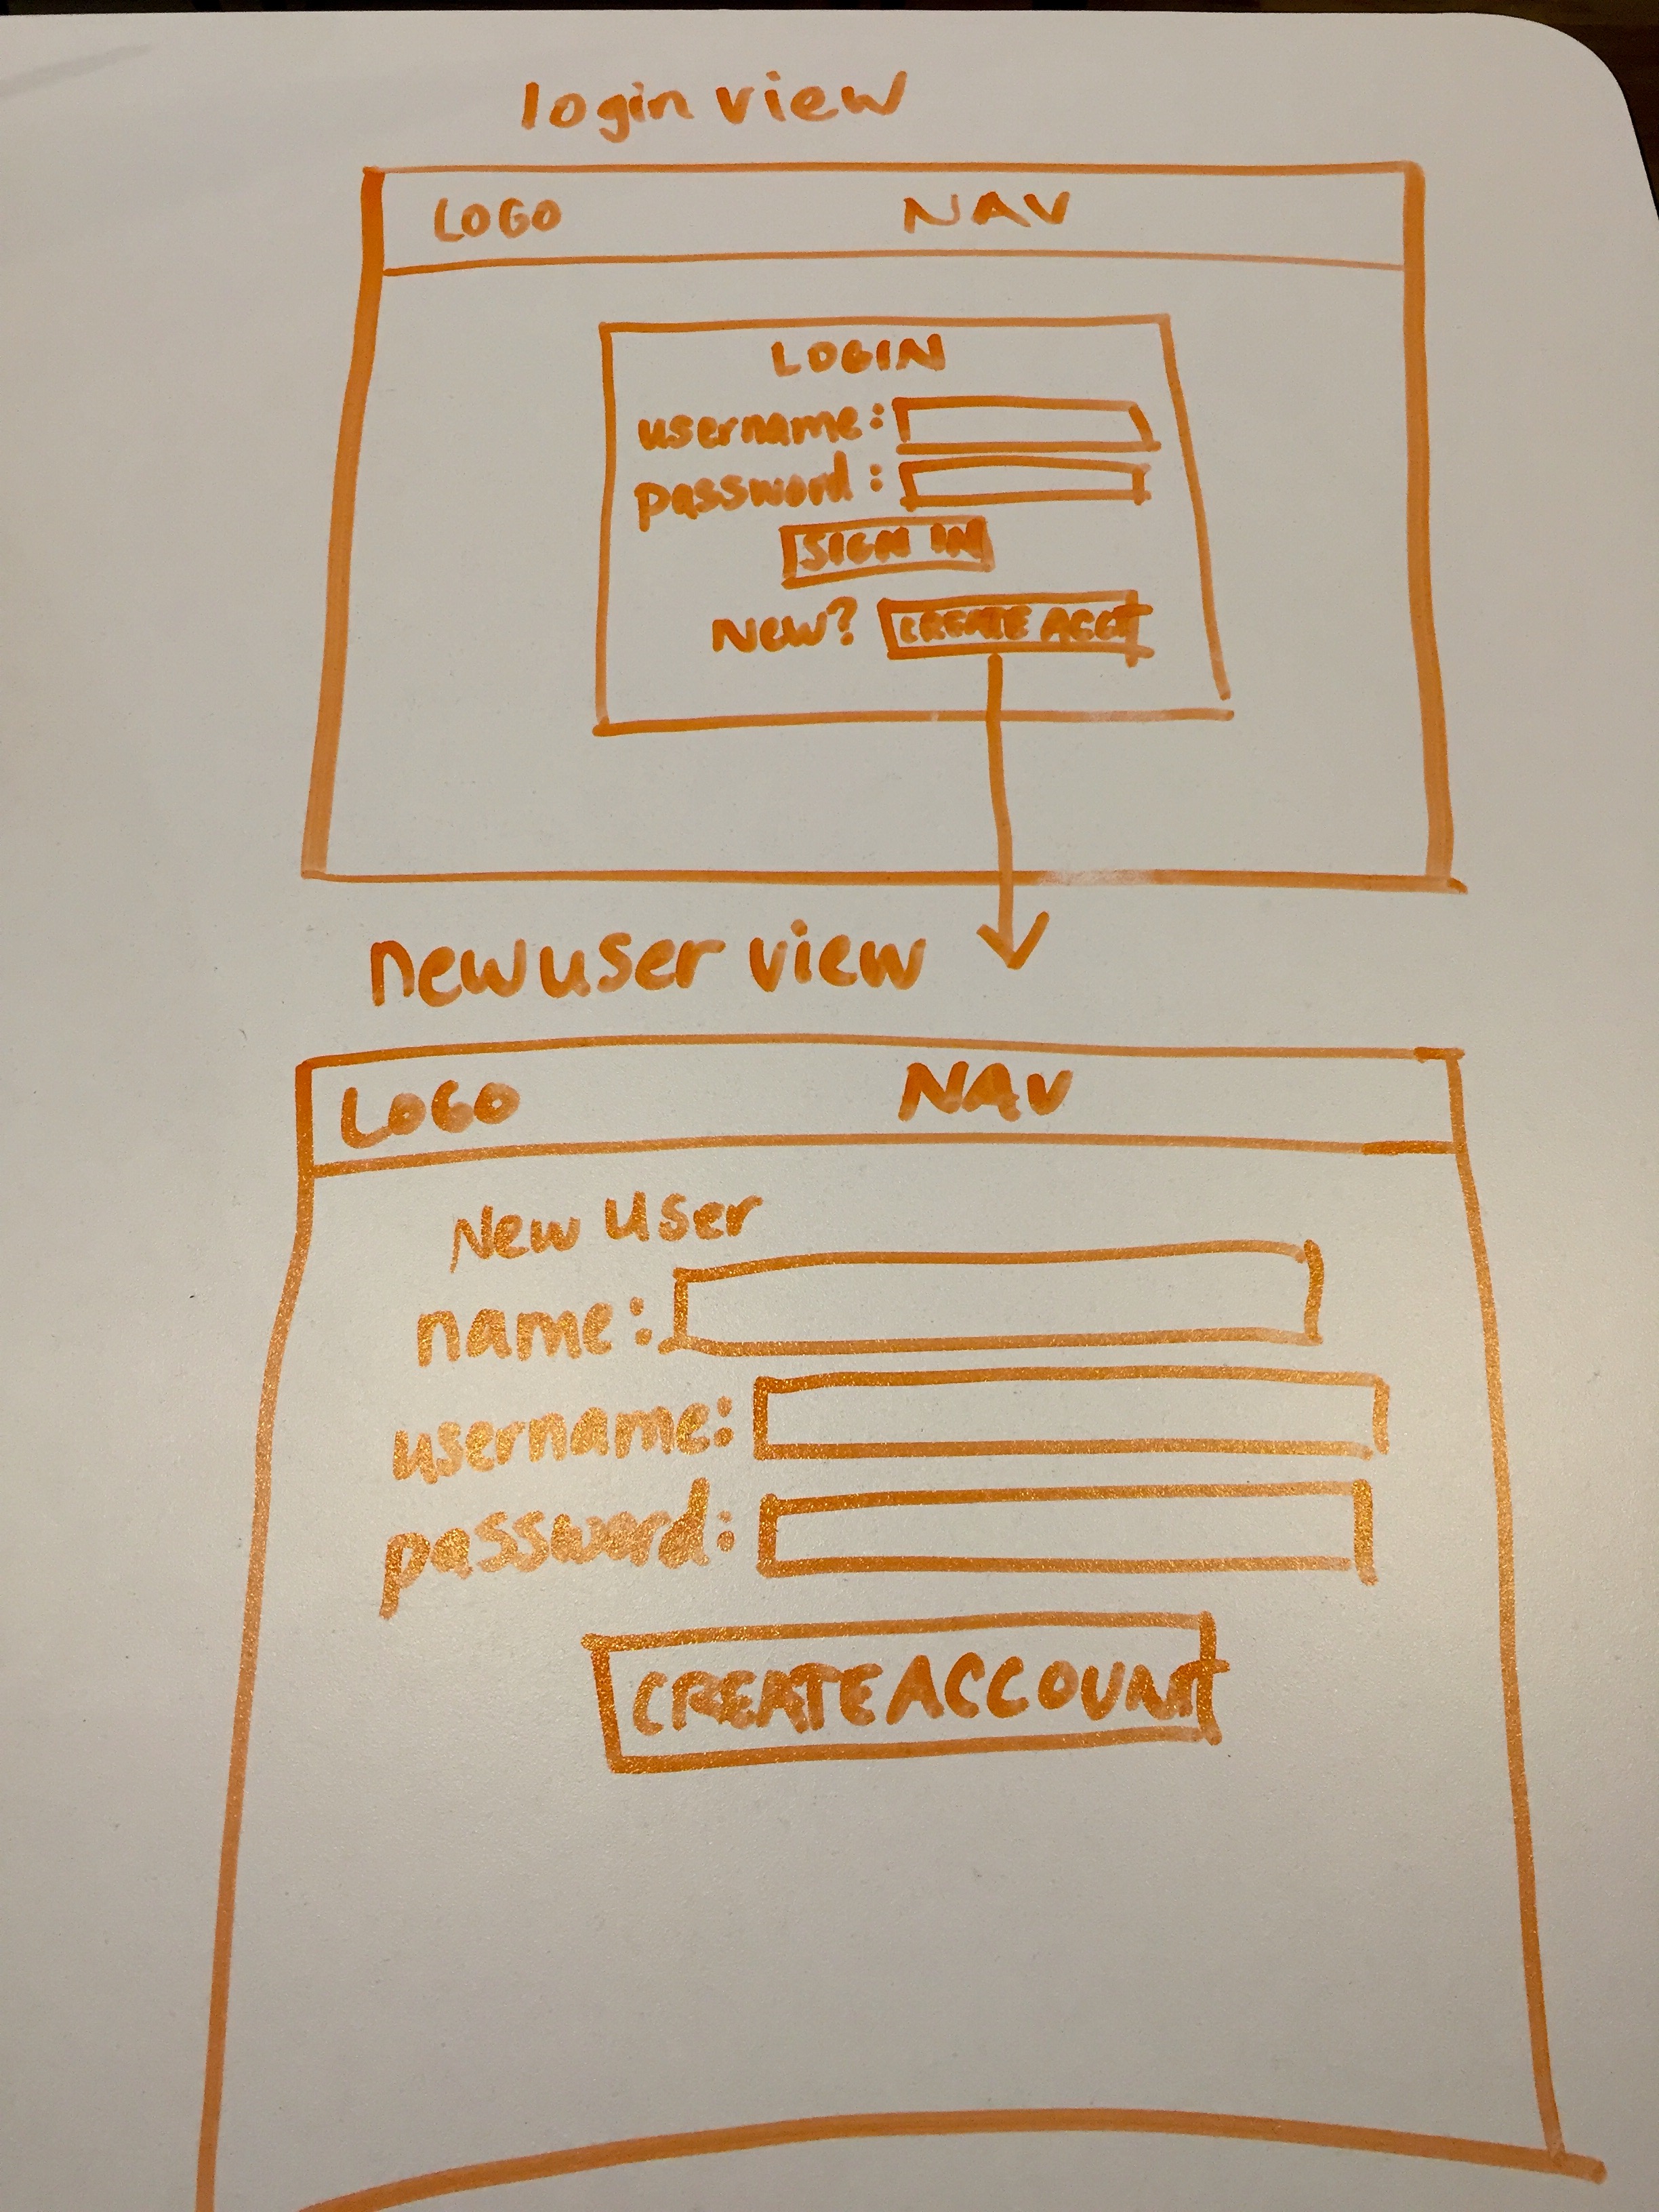 login view
LOGO NAV
LOGIN
username:
password:
SIGN IN
New? CREATE ACCT
new user view
LOGO NAV
New User
name:
username:
password:
CREATE ACCOUNT